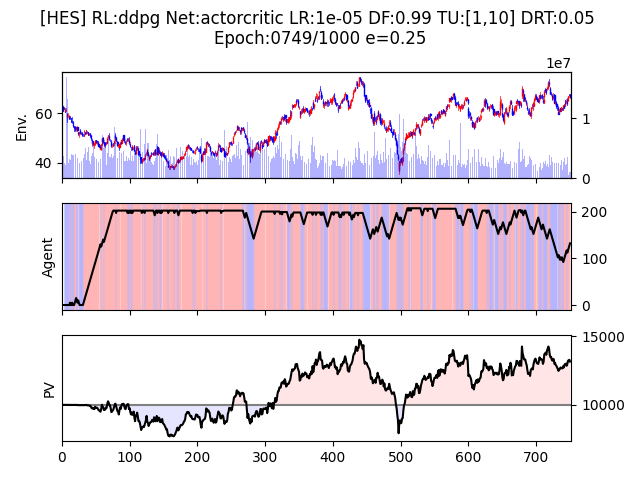 [HES] RL:ddpg Net:actorcritic LR:1e-05 DF:0.99 TU:[1,10] DRT:0.05
Epoch:0749/1000 e=0.25
1e7
Env.
60
40
1
0
Agent
200
100
0
PV
15000
10000
0 100 200 300 400 500 600 700